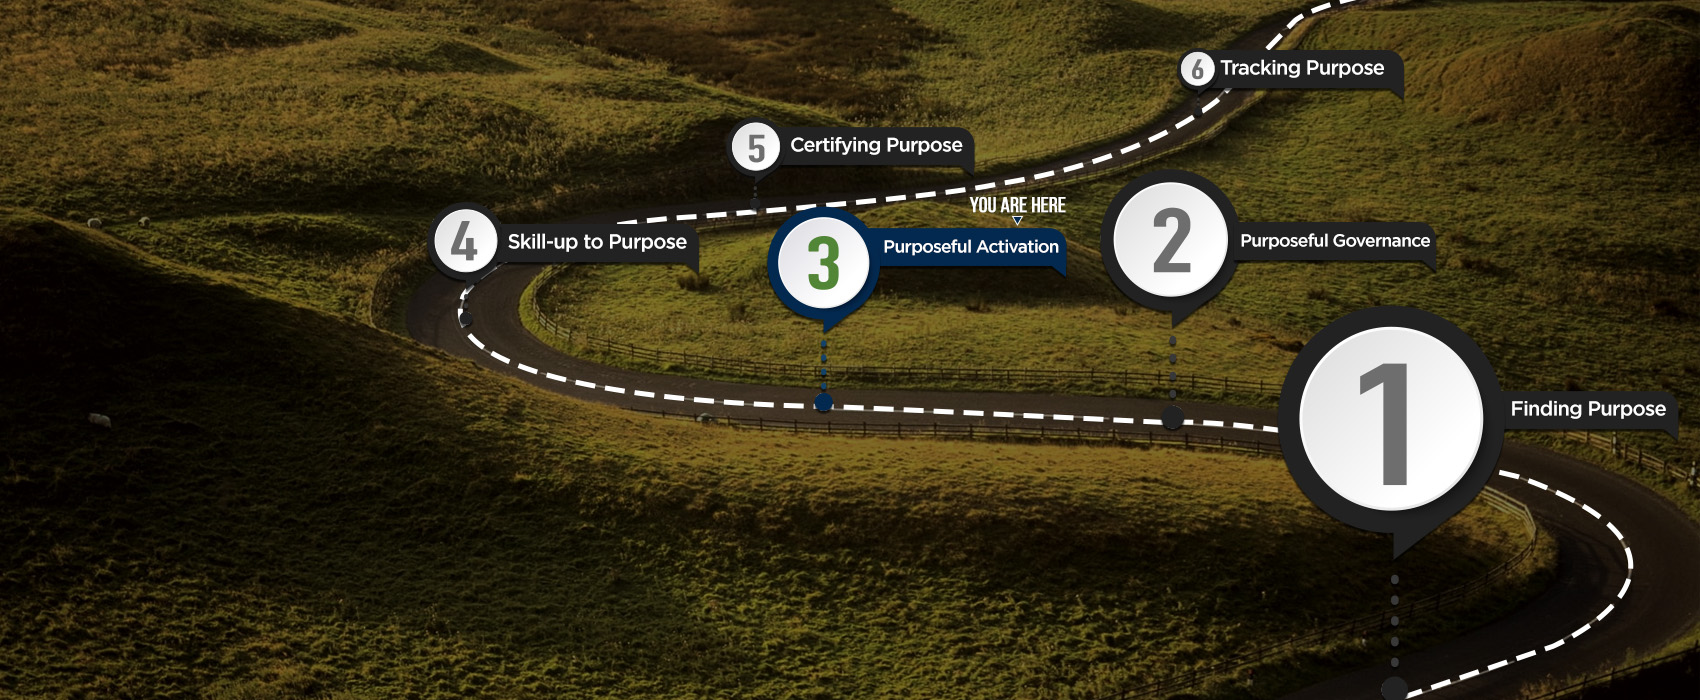 6 Tracking Purpose
5 Certifying Purpose
YOU ARE HERE
4 Skill-up to Purpose
3 Purposeful Activation
2 Purposeful Governance
1 Finding Purpose